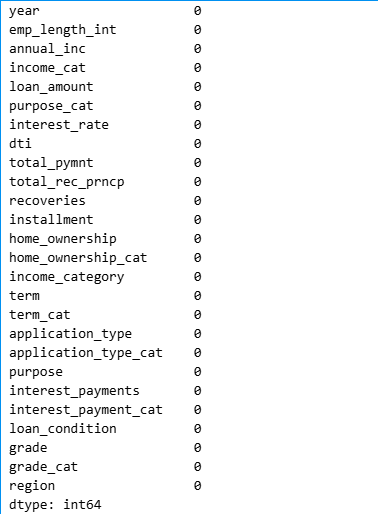 year 0
emp_length_int 0
annual_inc 0
income_cat 0
loan_amount 0
purpose_cat 0
interest_rate 0
dti 0
total_pymnt 0
total_rec_prncp 0
recoveries 0
installment 0
home_ownership 0
home_ownership_cat 0
income_category 0
term 0
term_cat 0
application_type 0
application_type_cat 0
purpose 0
interest_payments 0
interest_payment_cat 0
loan_condition 0
grade 0
grade_cat 0
region 0
dtype: int64